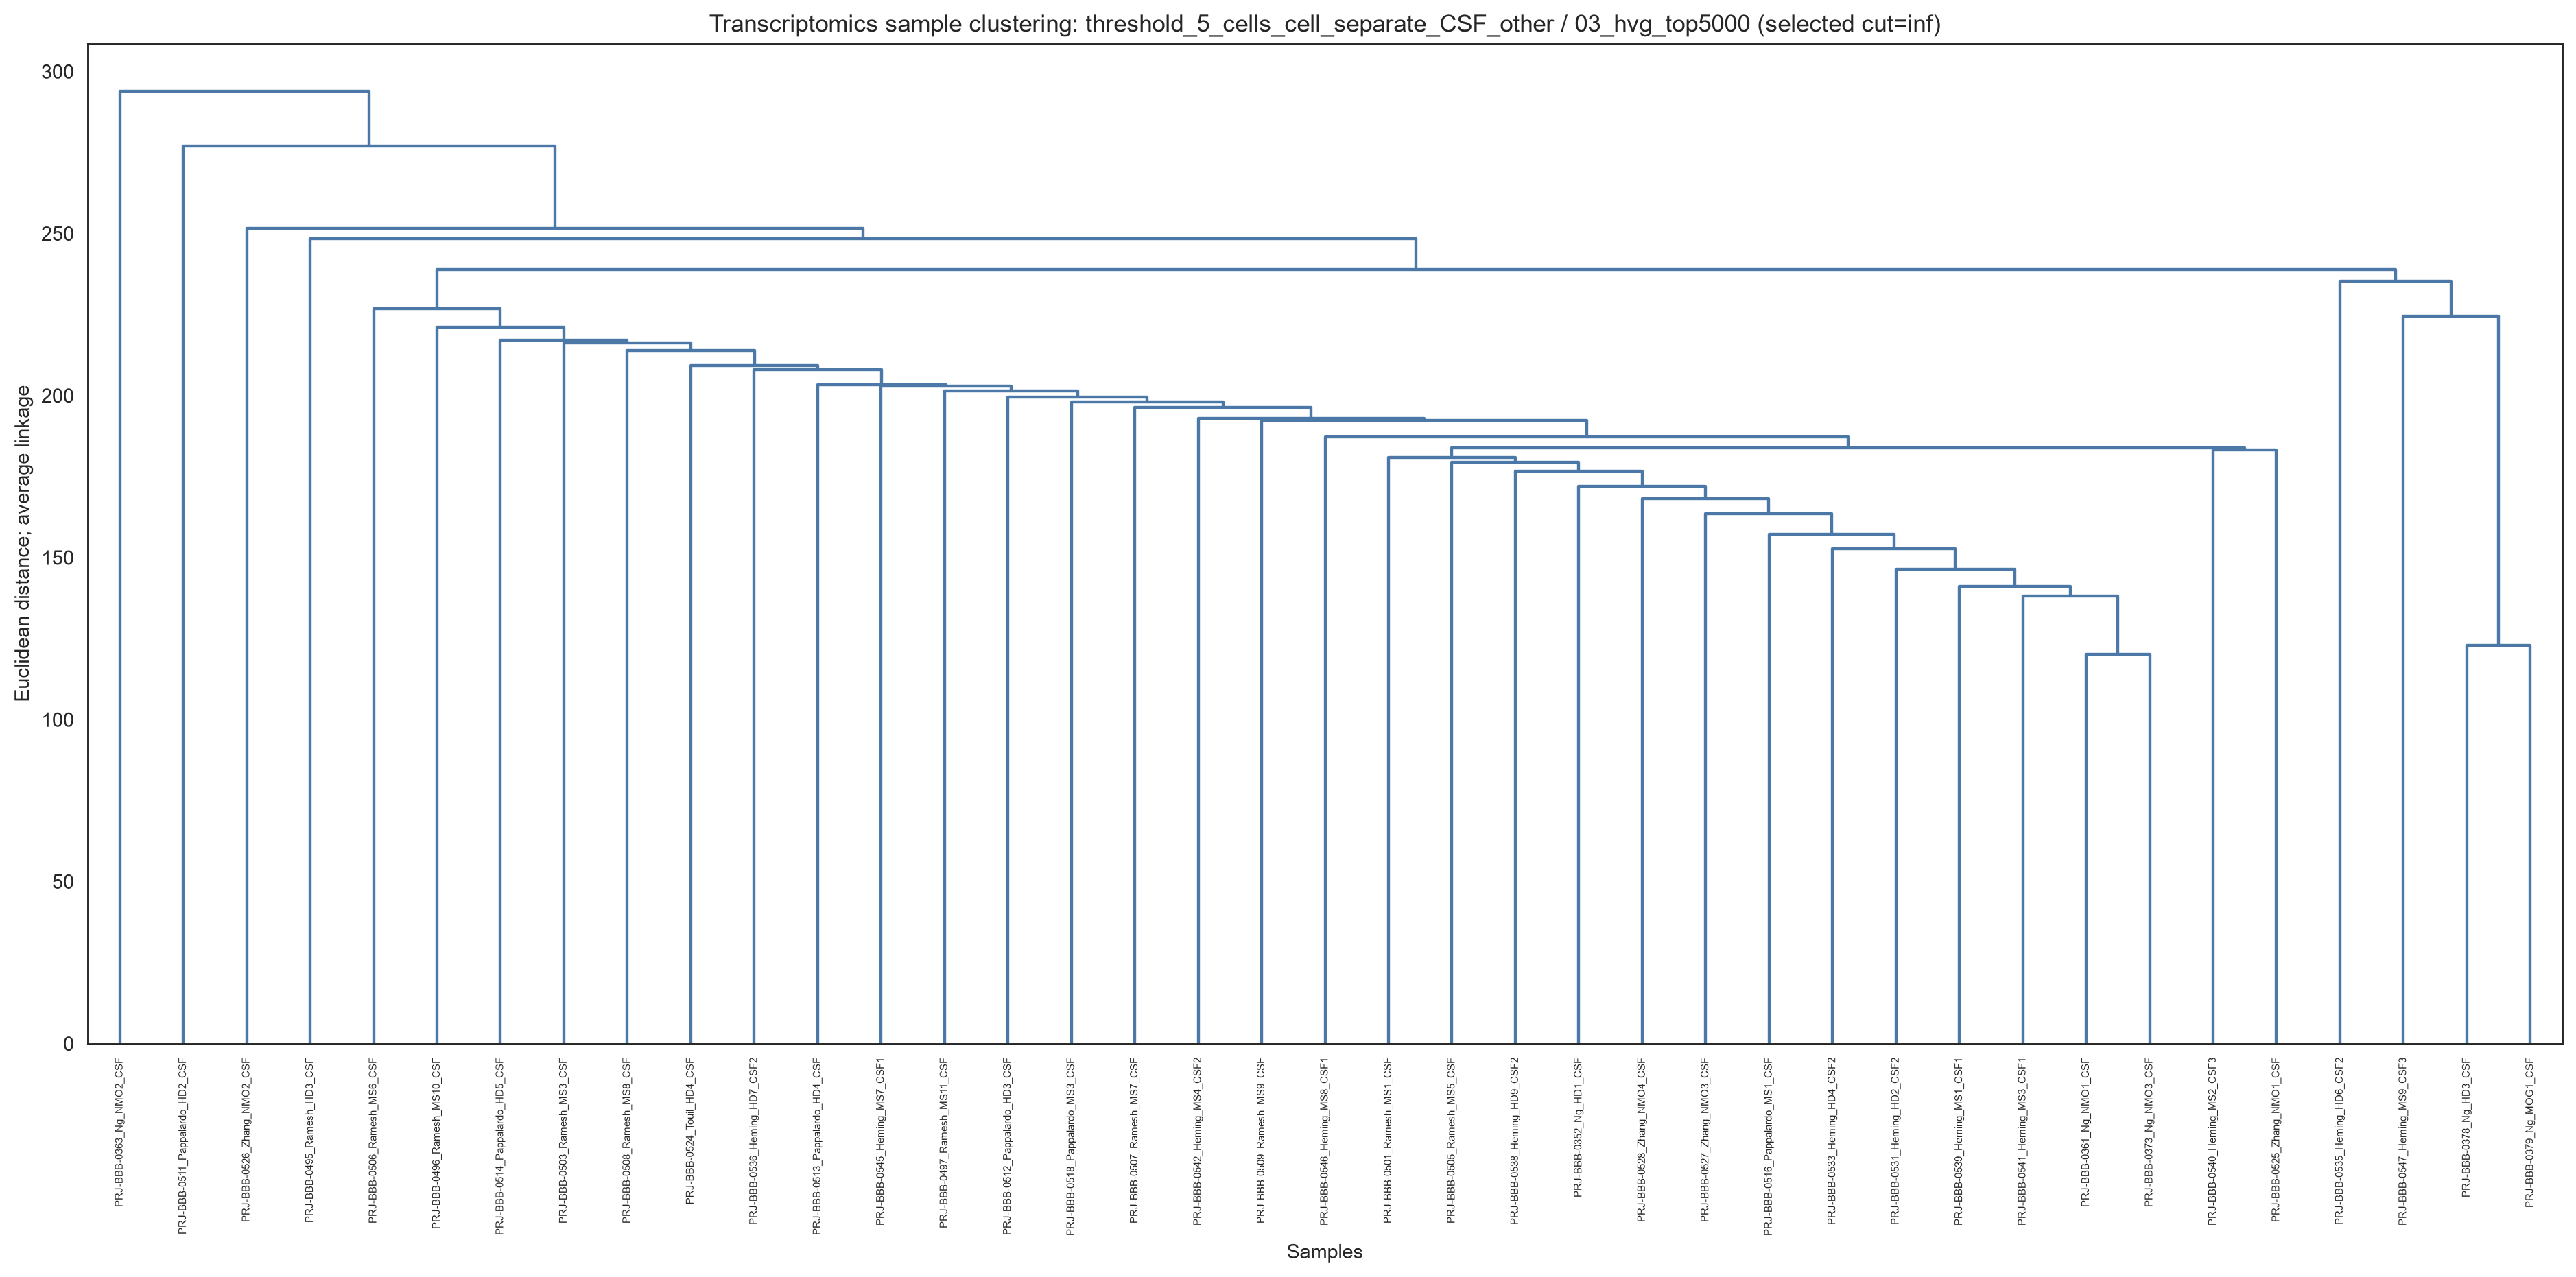 Transcriptomics sample clustering: threshold_5_cells_cell_separate_CSF_other / 03_hvg_top5000 (selected cut=inf)
Euclidean distance; average linkage
300
250
200
150
100
50
0
PRJ-BBB-0363_Ng_NMO2_CSF
PRJ-BBB-0511_Pappalardo_HD2_CSF
PRJ-BBB-0526_Zhang_NMO2_CSF
PRJ-BBB-0495_Ramesh_HD3_CSF
PRJ-BBB-0506_Ramesh_MS6_CSF
PRJ-BBB-0496_Ramesh_MS10_CSF
PRJ-BBB-0514_Pappalardo_HD5_CSF
PRJ-BBB-0503_Ramesh_MS3_CSF
PRJ-BBB-0508_Ramesh_MS8_CSF
PRJ-BBB-0524_Touil_HD4_CSF
PRJ-BBB-0536_Heming_HD7_CSF2
PRJ-BBB-0513_Pappalardo_HD4_CSF
PRJ-BBB-0545_Heming_MS7_CSF1
PRJ-BBB-0497_Ramesh_MS11_CSF
PRJ-BBB-0512_Pappalardo_HD3_CSF
PRJ-BBB-0518_Pappalardo_MS3_CSF
PRJ-BBB-0507_Ramesh_MS7_CSF
PRJ-BBB-0542_Heming_MS4_CSF2
PRJ-BBB-0509_Ramesh_MS9_CSF
PRJ-BBB-0546_Heming_MS8_CSF1
PRJ-BBB-0501_Ramesh_MS1_CSF
PRJ-BBB-0505_Ramesh_MS5_CSF
PRJ-BBB-0538_Heming_HD9_CSF2
PRJ-BBB-0352_Ng_HD1_CSF
PRJ-BBB-0528_Zhang_NMO4_CSF
PRJ-BBB-0527_Zhang_NMO3_CSF
PRJ-BBB-0516_Pappalardo_MS1_CSF
PRJ-BBB-0533_Heming_HD4_CSF2
PRJ-BBB-0531_Heming_HD2_CSF2
PRJ-BBB-0539_Heming_MS1_CSF1
PRJ-BBB-0541_Heming_MS3_CSF1
PRJ-BBB-0361_Ng_NMO1_CSF
PRJ-BBB-0373_Ng_NMO3_CSF
PRJ-BBB-0540_Heming_MS2_CSF3
PRJ-BBB-0525_Zhang_NMO1_CSF
PRJ-BBB-0535_Heming_HD6_CSF2
PRJ-BBB-0547_Heming_MS9_CSF3
PRJ-BBB-0378_Ng_HD3_CSF
PRJ-BBB-0379_Ng_MOG1_CSF
Samples